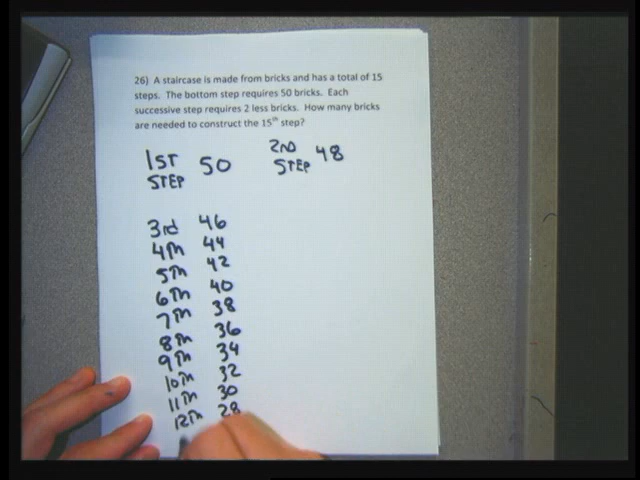 26) A staircase is made from bricks and has a total of 15
steps. The bottom step requires 50 bricks. Each
successive step requires 2 less bricks. How many bricks
are needed to construct the 15th step?
1ST STEP 50
2ND STEP 48
3rd 46
4th 44
5th 42
6th 40
7th 38
8th 36
9th 34
10th 32
11th 30
12th 28